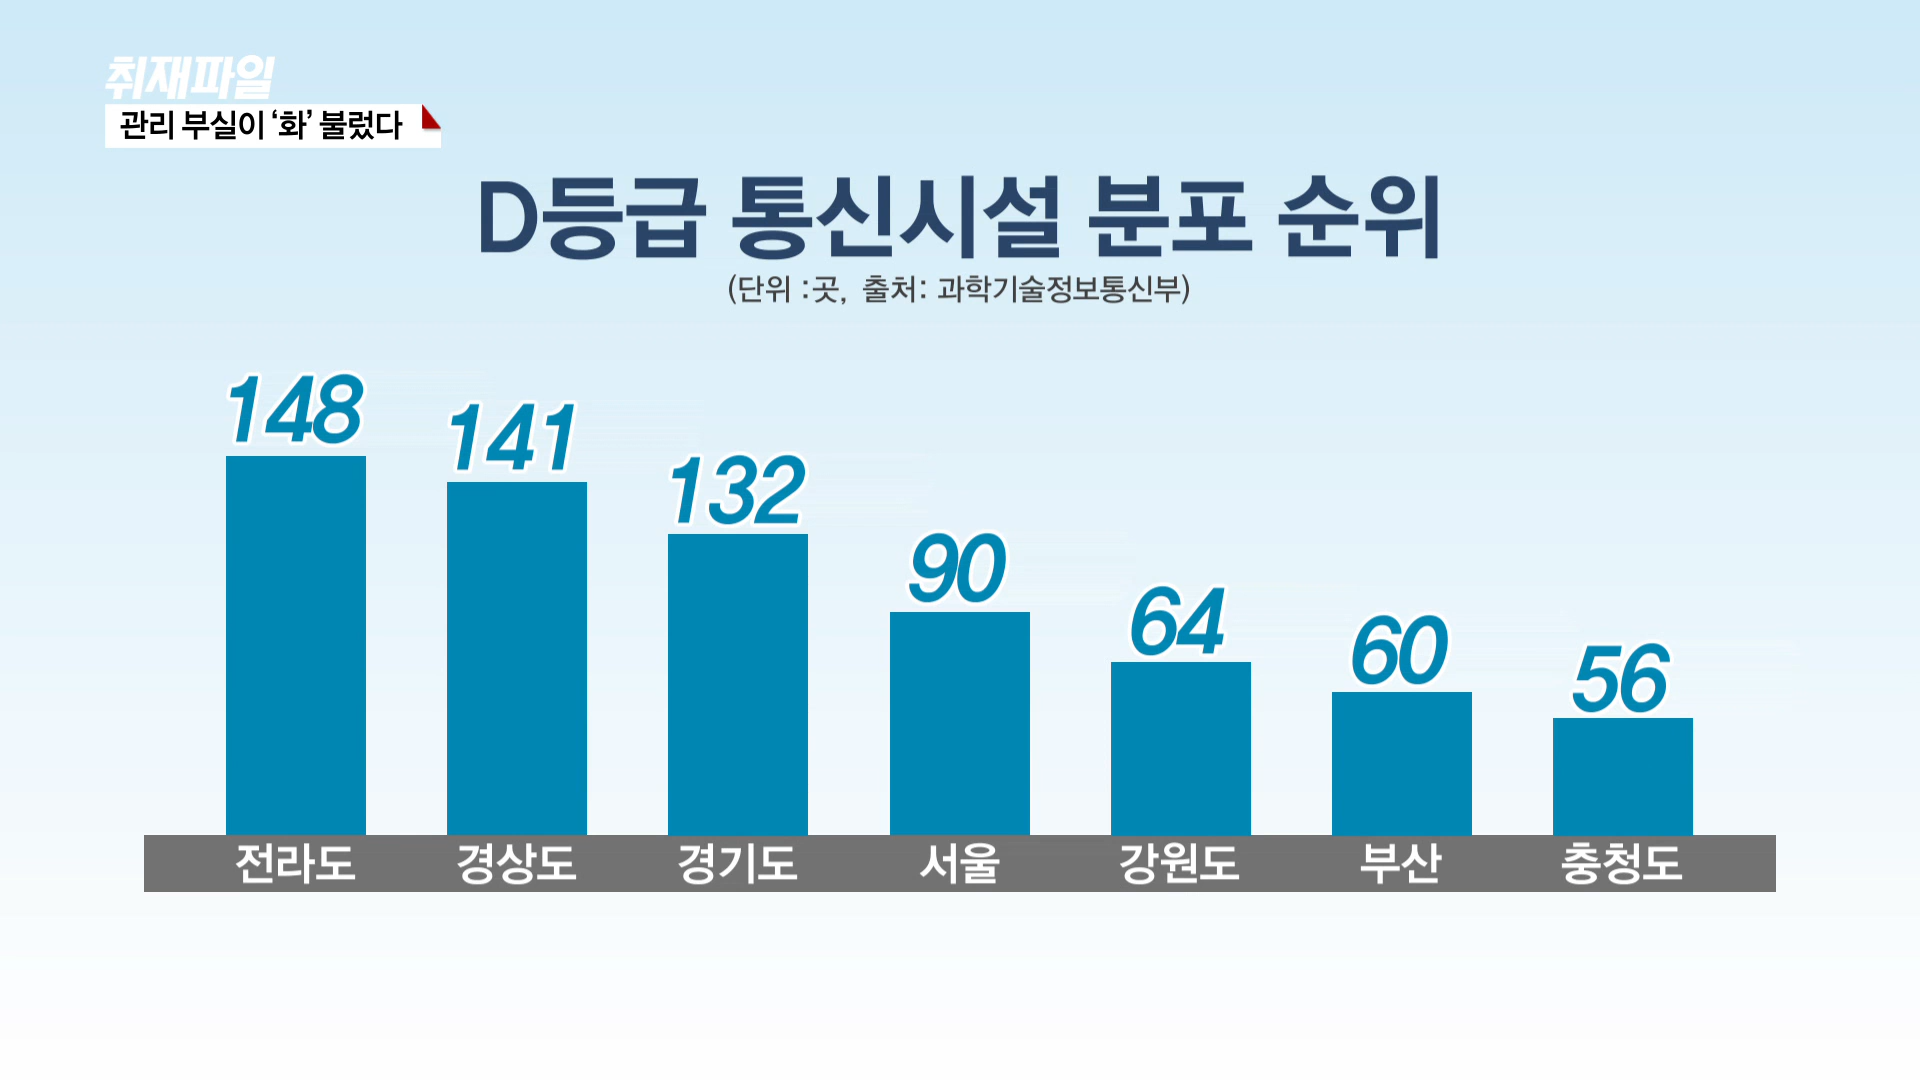 취재파일
관리 부실이 ‘화’ 불렀다
D등급 통신시설 분포 순위
(단위 :곳, 출처: 과학기술정보통신부)
148
141
132
90
64
60
56
전라도 경상도 경기도 서울 강원도 부산 충청도